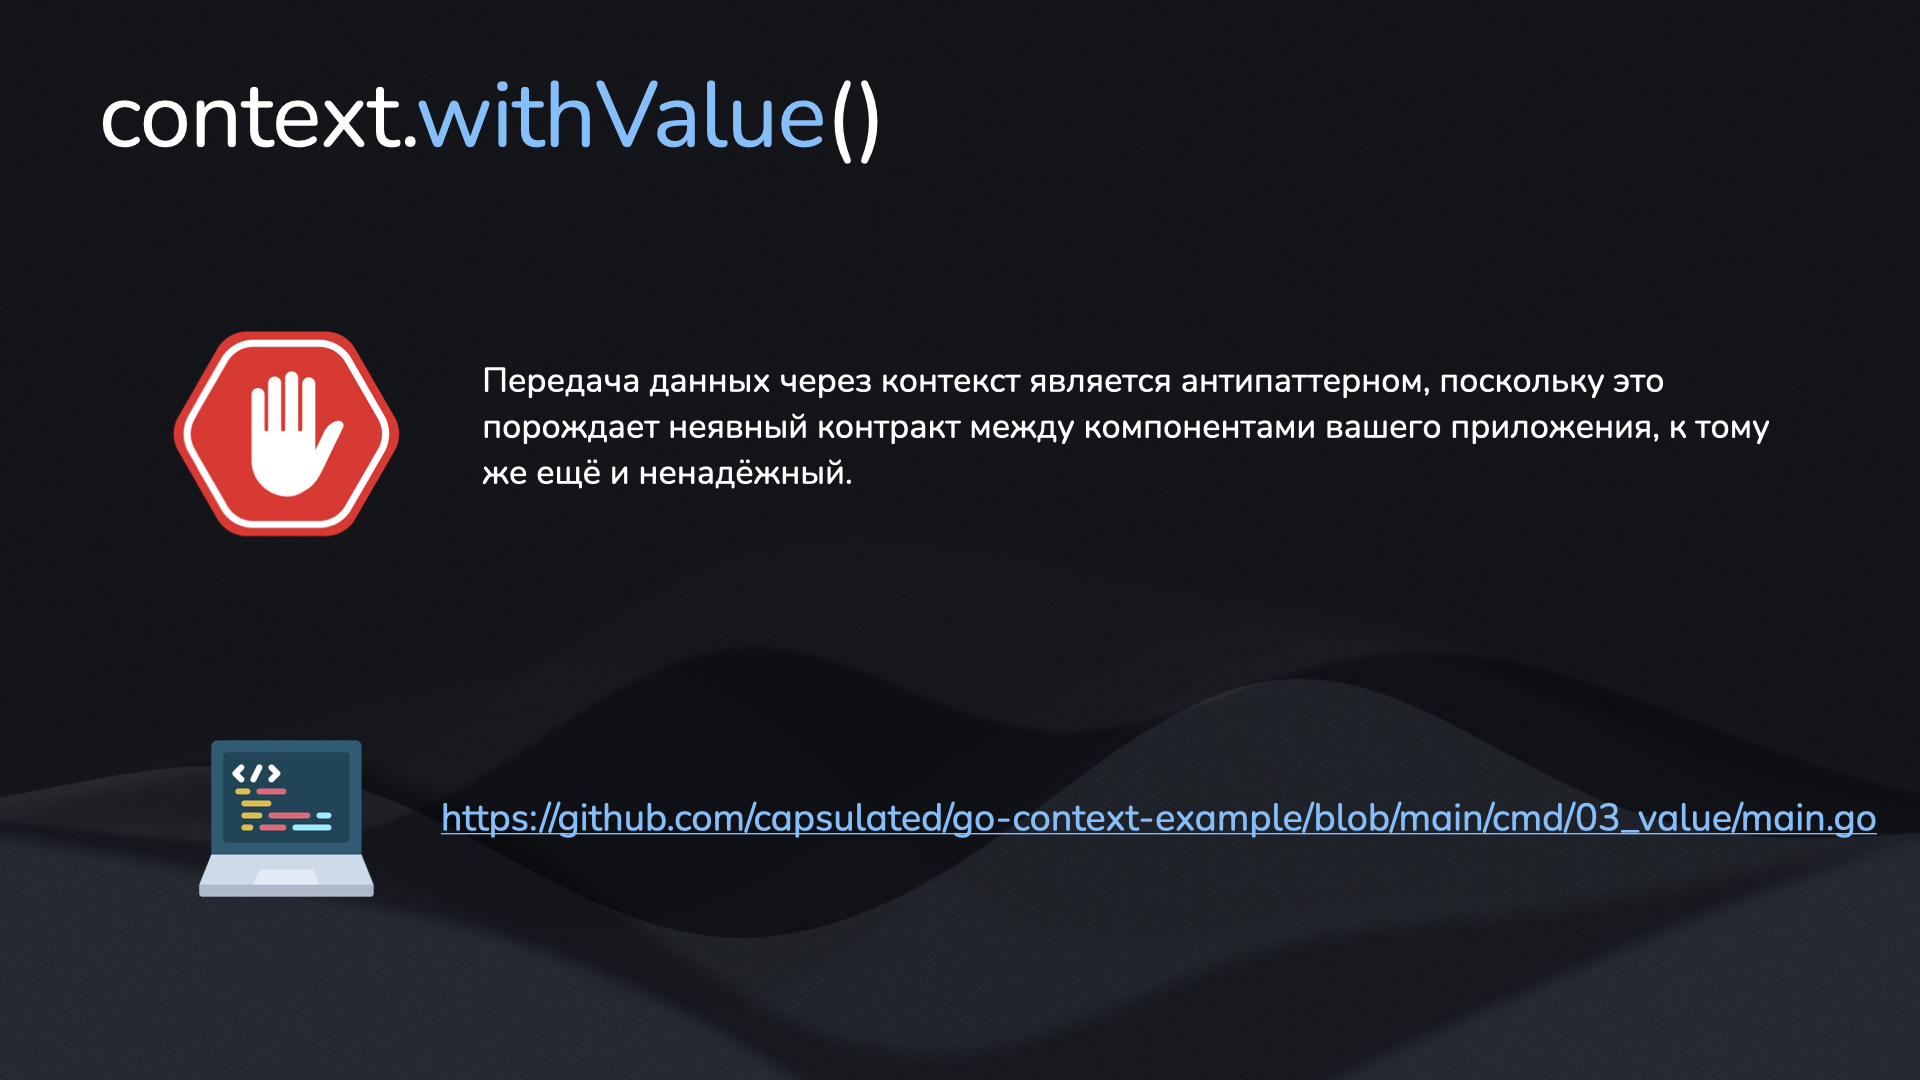 context.withValue()
Передача данных через контекст является антипаттерном, поскольку это
порождает неявный контракт между компонентами вашего приложения, к тому
же ещё и ненадёжный.
</>
https://github.com/capsulated/go-context-example/blob/main/cmd/03_value/main.go